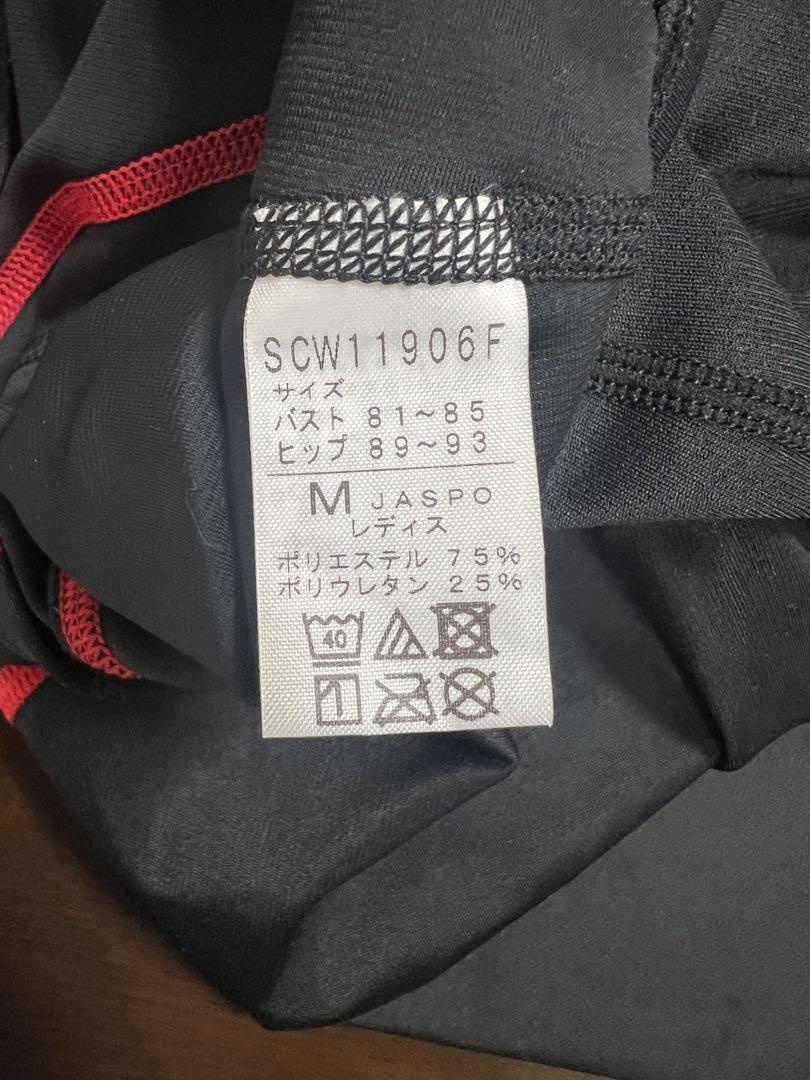 SCW11906F
サイズ
バスト 81～85
ヒップ 89～93
M JASPO
レディス
ポリエステル 75%
ポリウレタン 25%
40